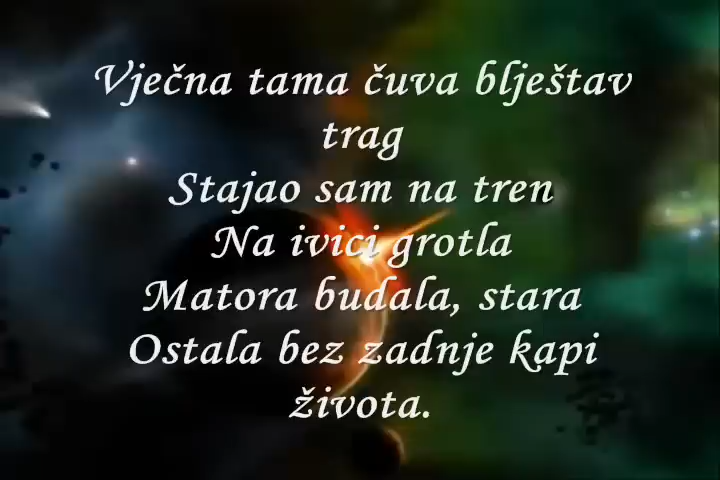 Vječna tama čuva blještav
trag
Stajao sam na tren
Na ivici grotla
Matora budala, stara
Ostala bez zadnje kapi
života.